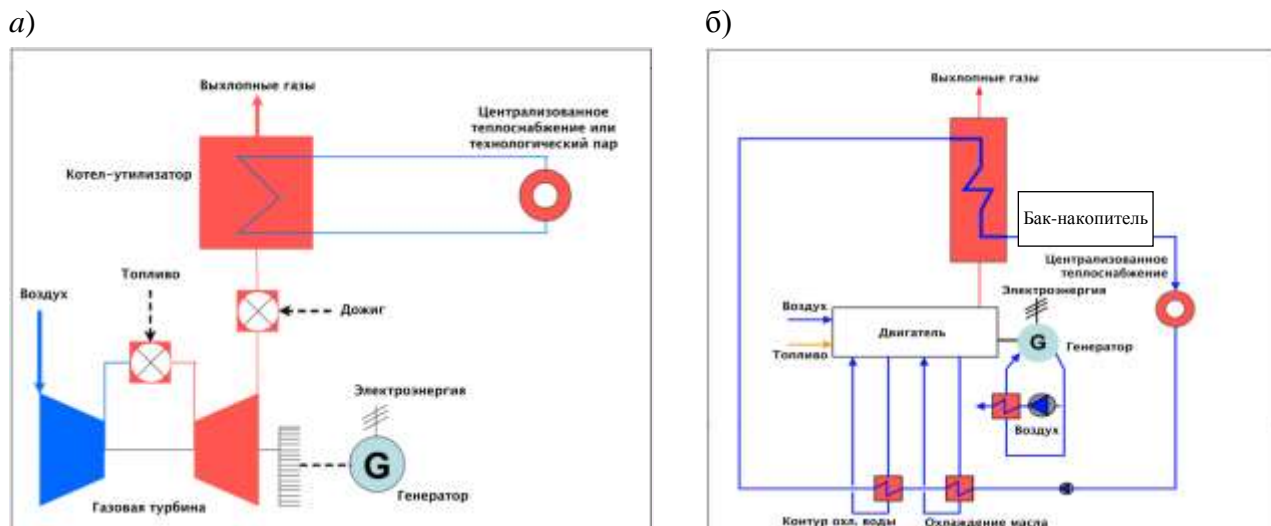 а)
Выхлопные газы
Централизованное
теплоснабжение или
технологический пар
Котел-утилизатор
Топливо
Воздух
Дожиг
Электроэнергия
G
Генератор
Газовая турбина
б)
Выхлопные газы
Бак-накопитель
Централизованное
теплоснабжение
Электроэнергия
Воздух
Двигатель
G
Генератор
Топливо
Воздух
Контур охл. воды
Охлаждение масла